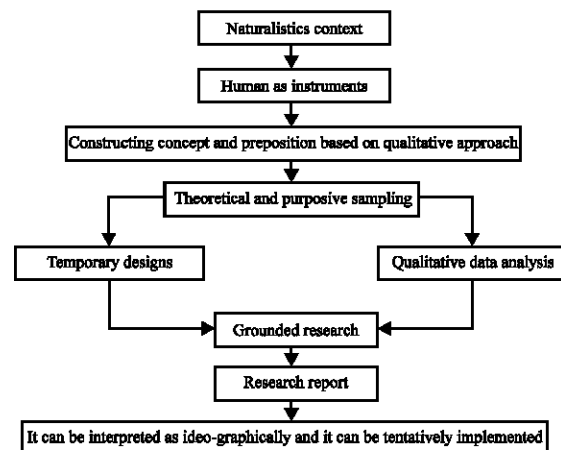 Naturalistics context
Human as instruments
Constructing concept and preposition based on qualitative approach
Theoretical and purposive sampling
Temporary designs
Qualitative data analysis
Grounded research
Research report
It can be interpreted as ideo-graphically and it can be tentatively implemented